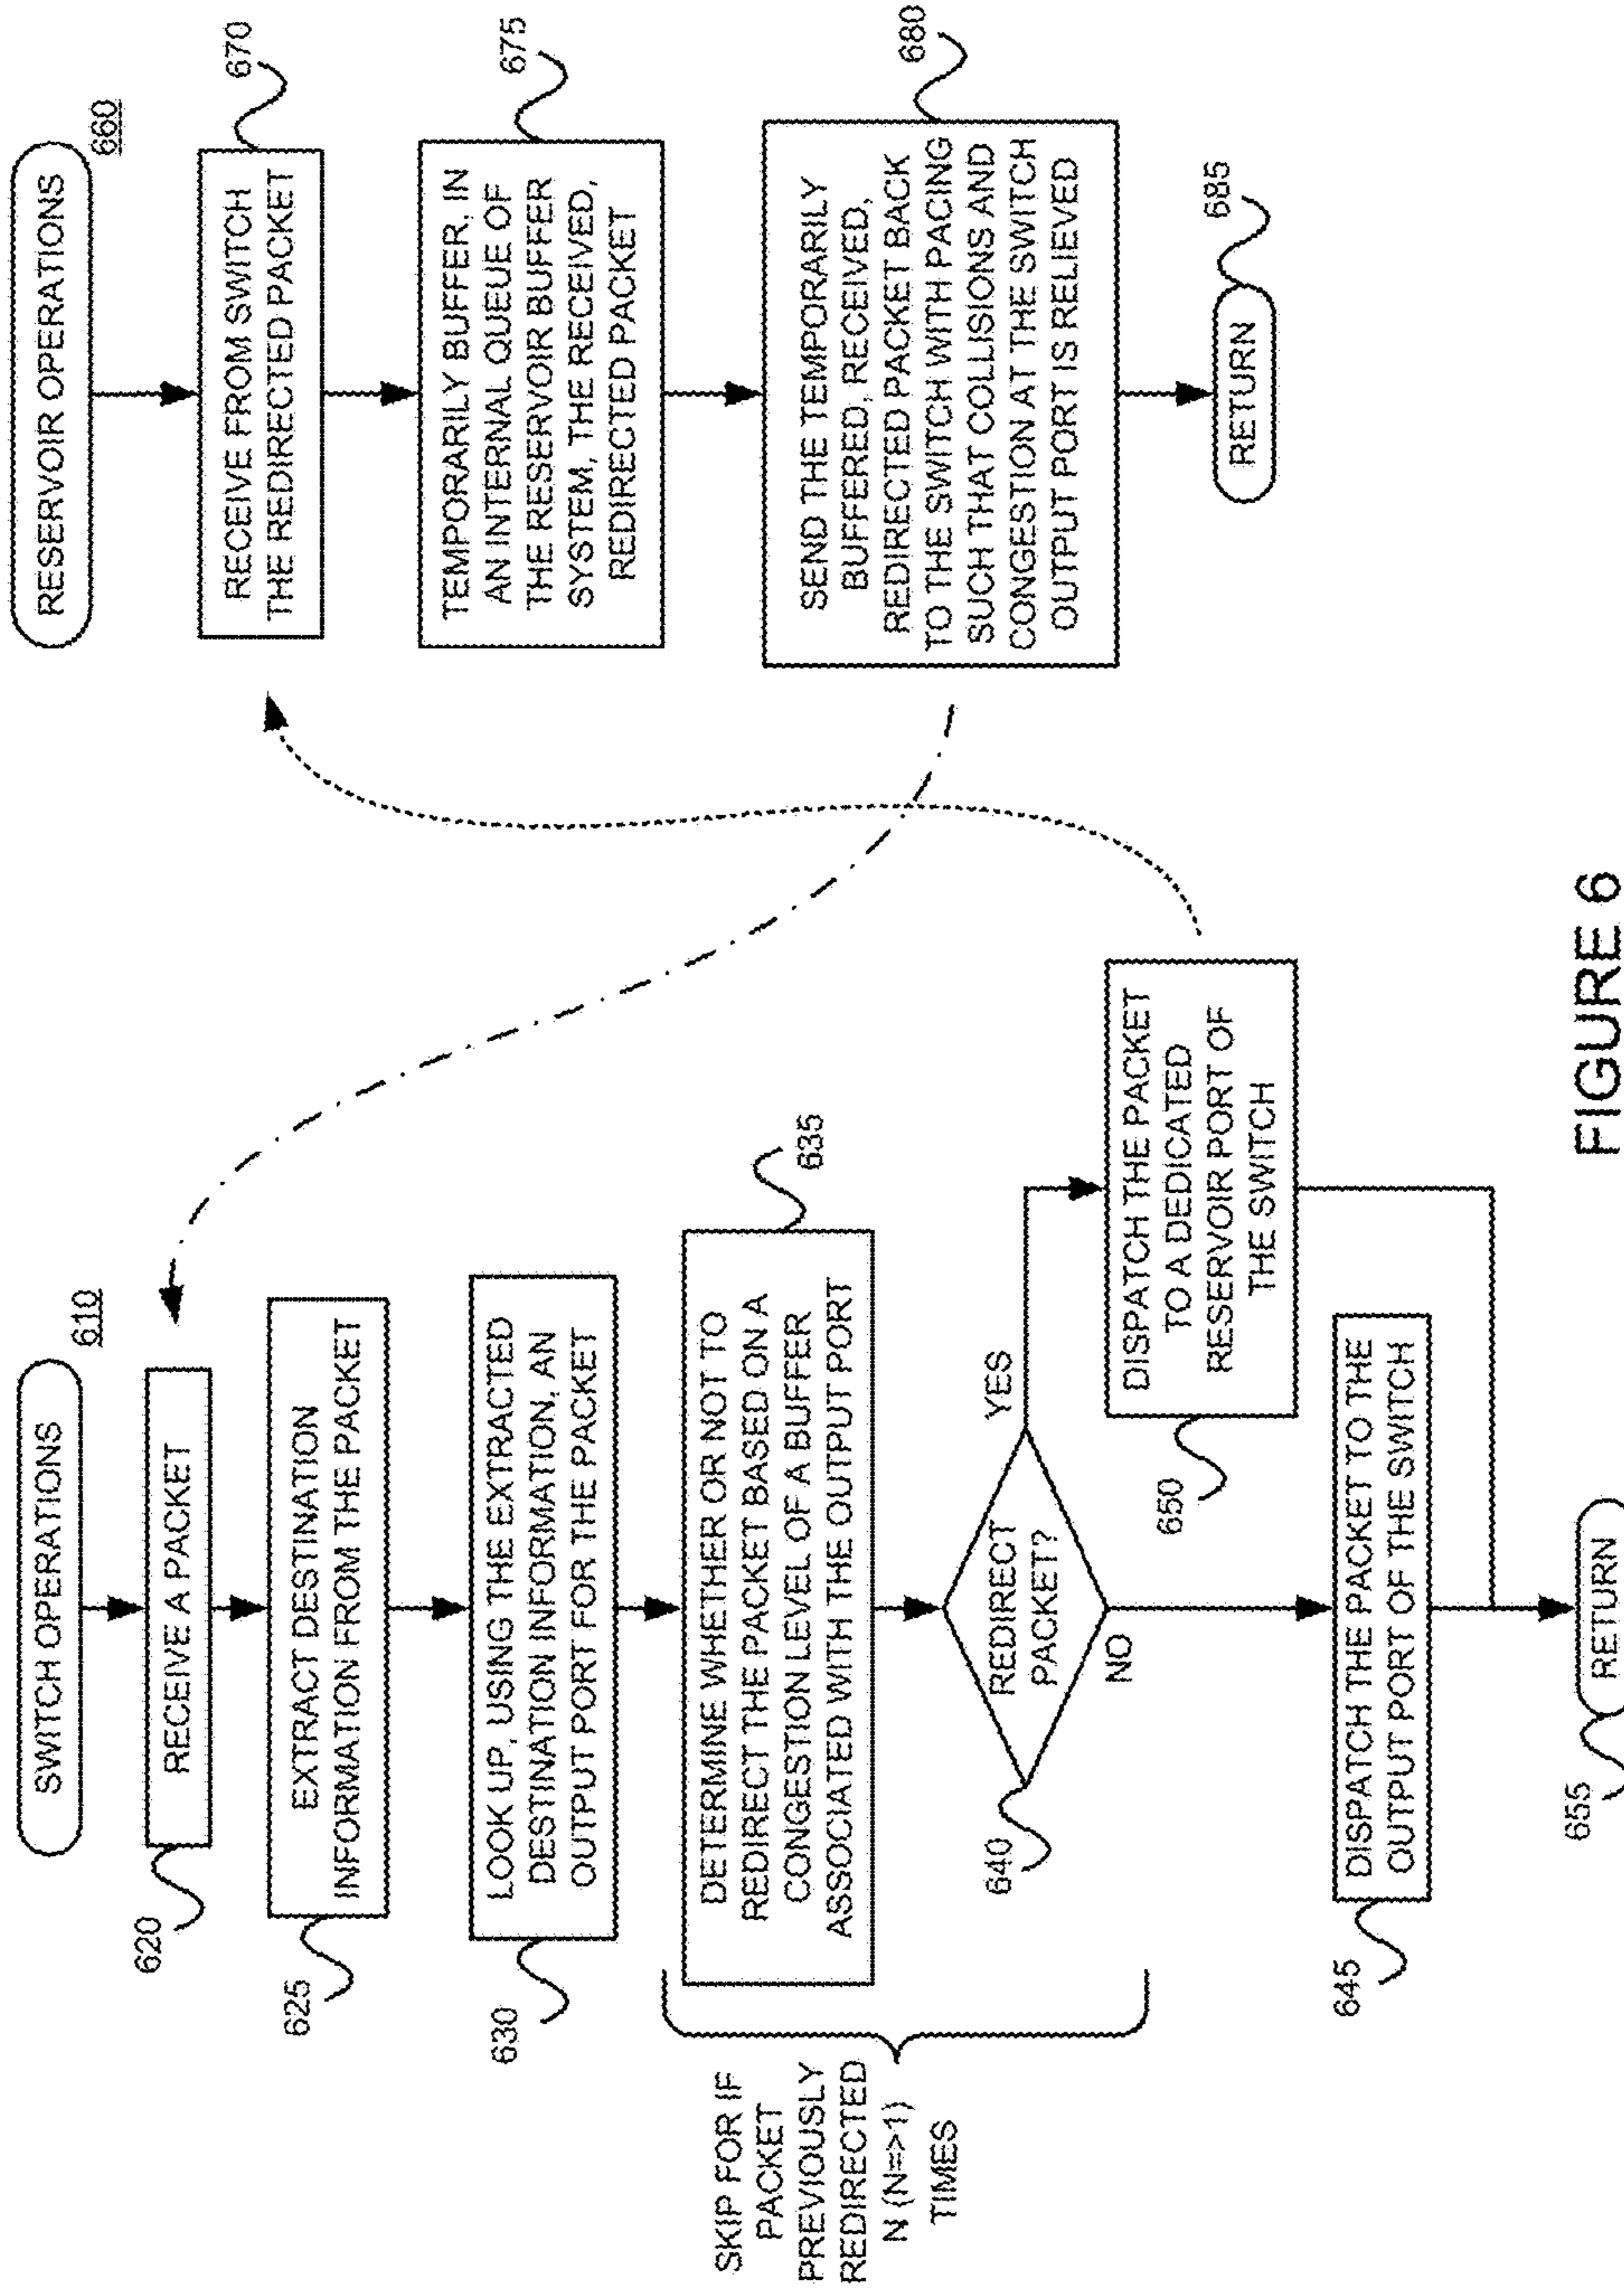 SWITCH OPERATIONS
610
RECEIVE A PACKET
620
EXTRACT DESTINATION
INFORMATION FROM THE PACKET
625
LOOK UP, USING THE EXTRACTED
DESTINATION INFORMATION, AN
OUTPUT PORT FOR THE PACKET
630
DETERMINE WHETHER OR NOT TO
REDIRECT THE PACKET BASED ON A
CONGESTION LEVEL OF A BUFFER
ASSOCIATED WITH THE OUTPUT PORT
635
SKIP FOR IF
PACKET
PREVIOUSLY
REDIRECTED
N (N=>1)
TIMES
REDIRECT
PACKET?
640
YES
NO
DISPATCH THE PACKET
TO A DEDICATED
RESERVOIR PORT OF
THE SWITCH
650
DISPATCH THE PACKET TO THE
OUTPUT PORT OF THE SWITCH
645
RETURN
655
RESERVOIR OPERATIONS
660
RECEIVE FROM SWITCH
THE REDIRECTED PACKET
670
TEMPORARILY BUFFER, IN
AN INTERNAL QUEUE OF
THE RESERVOIR BUFFER
SYSTEM, THE RECEIVED,
REDIRECTED PACKET
675
SEND THE TEMPORARILY
BUFFERED, RECEIVED,
REDIRECTED PACKET BACK
TO THE SWITCH WITH PACING
SUCH THAT COLLISIONS AND
CONGESTION AT THE SWITCH
OUTPUT PORT IS RELIEVED
680
RETURN
685
FIGURE 6